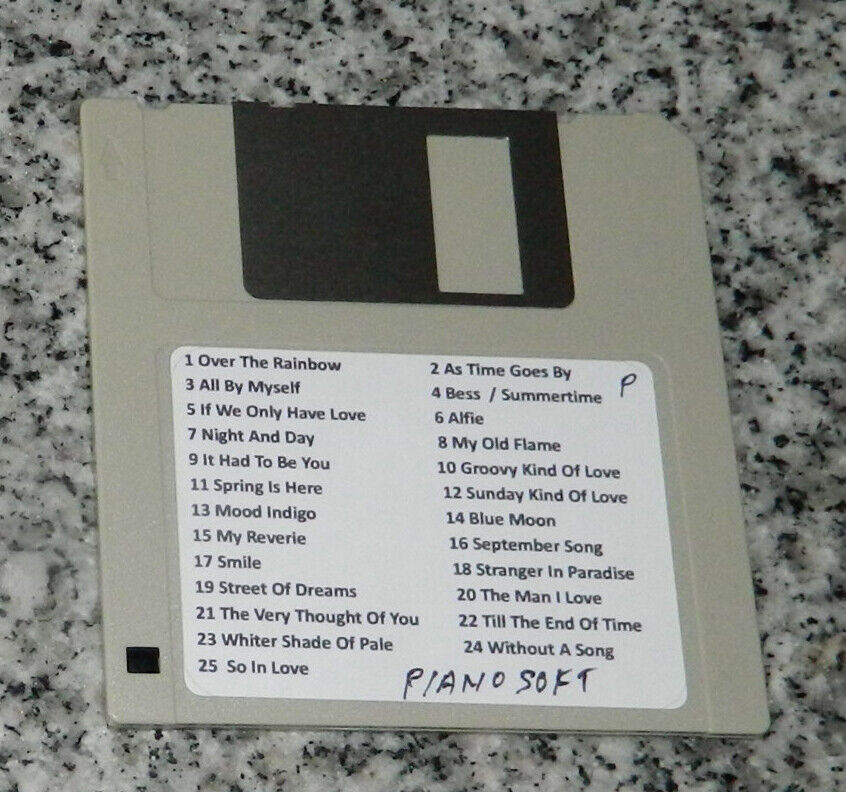 1 Over The Rainbow
2 As Time Goes By
P
3 All By Myself
4 Bess / Summertime
5 If We Only Have Love
6 Alfie
7 Night And Day
8 My Old Flame
9 It Had To Be You
10 Groovy Kind Of Love
11 Spring Is Here
12 Sunday Kind Of Love
13 Mood Indigo
14 Blue Moon
15 My Reverie
16 September Song
17 Smile
18 Stranger In Paradise
19 Street Of Dreams
20 The Man I Love
21 The Very Thought Of You
22 Till The End Of Time
23 Whiter Shade Of Pale
24 Without A Song
25 So In Love
PIANO SOFT